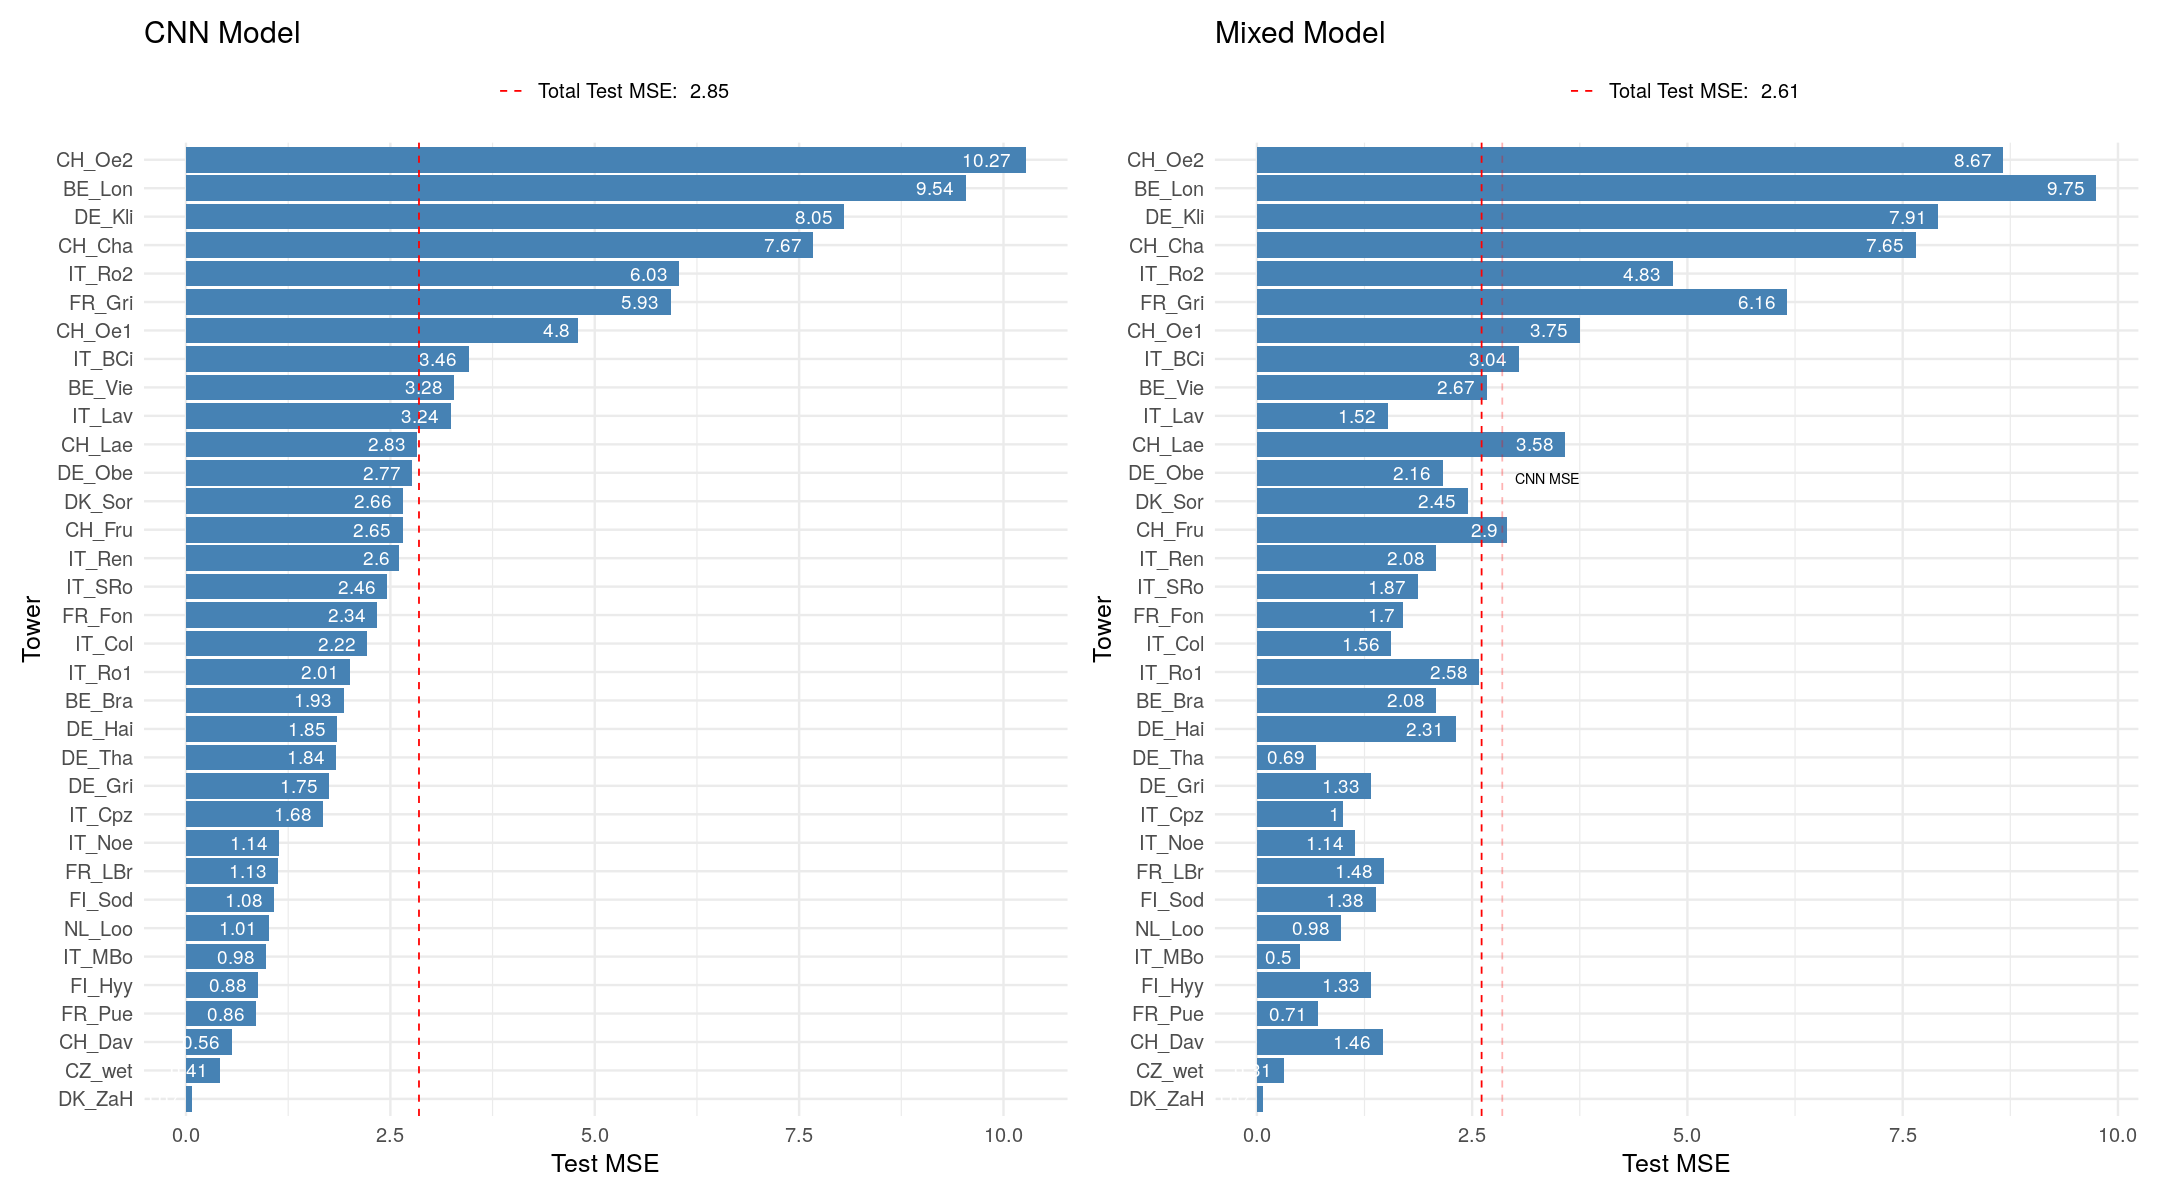 CNN Model
Total Test MSE: 2.85
CH_Oe2 10.27
BE_Lon 9.54
DE_Kli 8.05
CH_Cha 7.67
IT_Ro2 6.03
FR_Gri 5.93
CH_Oe1 4.8
IT_BCi 3.46
BE_Vie 3.28
IT_Lav 3.24
CH_Lae 2.83
DE_Obe 2.77
DK_Sor 2.66
CH_Fru 2.65
IT_Ren 2.6
IT_SRo 2.46
FR_Fon 2.34
IT_Col 2.22
IT_Ro1 2.01
BE_Bra 1.93
DE_Hai 1.85
DE_Tha 1.84
DE_Gri 1.75
IT_Cpz 1.68
IT_Noe 1.14
FR_LBr 1.13
FI_Sod 1.08
NL_Loo 1.01
IT_MBo 0.98
FI_Hyy 0.88
FR_Pue 0.86
CH_Dav 0.56
CZ_wet
DK_ZaH
Tower
0.0 2.5 5.0 7.5 10.0
Test MSE
Mixed Model
Total Test MSE: 2.61
CH_Oe2 8.67
BE_Lon 9.75
DE_Kli 7.91
CH_Cha 7.65
IT_Ro2 4.83
FR_Gri 6.16
CH_Oe1 3.75
IT_BCi 3.04
BE_Vie 2.67
IT_Lav 1.52
CH_Lae 3.58
DE_Obe 2.16
CNN MSE
DK_Sor 2.45
CH_Fru 2.9
IT_Ren 2.08
IT_SRo 1.87
FR_Fon 1.7
IT_Col 1.56
IT_Ro1 2.58
BE_Bra 2.08
DE_Hai 2.31
DE_Tha 0.69
DE_Gri 1.33
IT_Cpz 1
IT_Noe 1.14
FR_LBr 1.48
FI_Sod 1.38
NL_Loo 0.98
IT_MBo 0.5
FI_Hyy 1.33
FR_Pue 0.71
CH_Dav 1.46
CZ_wet
DK_ZaH
Tower
0.0 2.5 5.0 7.5 10.0
Test MSE